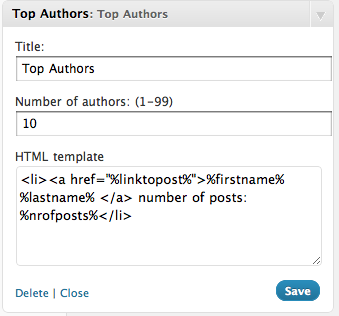 Top Authors: Top Authors
Title:
Top Authors
Number of authors: (1-99)
10
HTML template
<li><a href="%linktopost%">%firstname%
%lastname% </a> number of posts:
%nrofposts%</li>
Delete | Close
Save